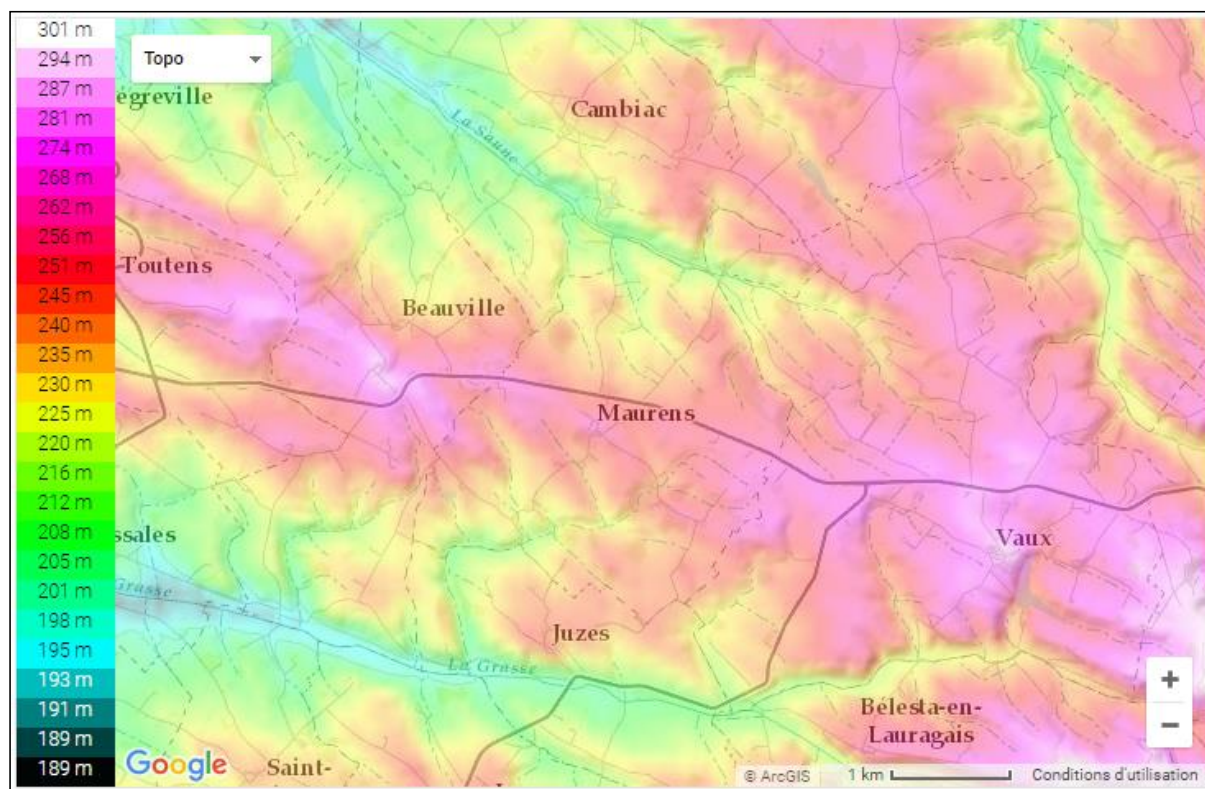 301 m
294 m
287 m
281 m
274 m
268 m
262 m
256 m
251 m
245 m
240 m
235 m
230 m
225 m
220 m
216 m
212 m
208 m
205 m
201 m
198 m
195 m
193 m
191 m
189 m
189 m
Topo
égreville
Cambiac
La Saune
Toutens
Beauville
Maurens
ssales
Vaux
Grasse
Juzes
La Grasse
Bélesta-en-
Lauragais
Saint-
+
−
Google
© ArcGIS
1 km
Conditions d'utilisation